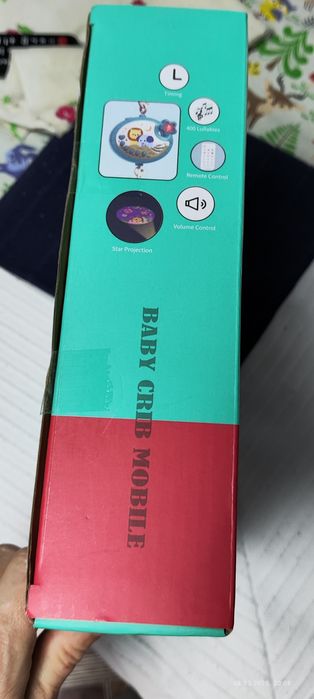 Timing
400 Lullabies
Remote Control
Volume Control
Star Projection
BABY CRIB MOBILE